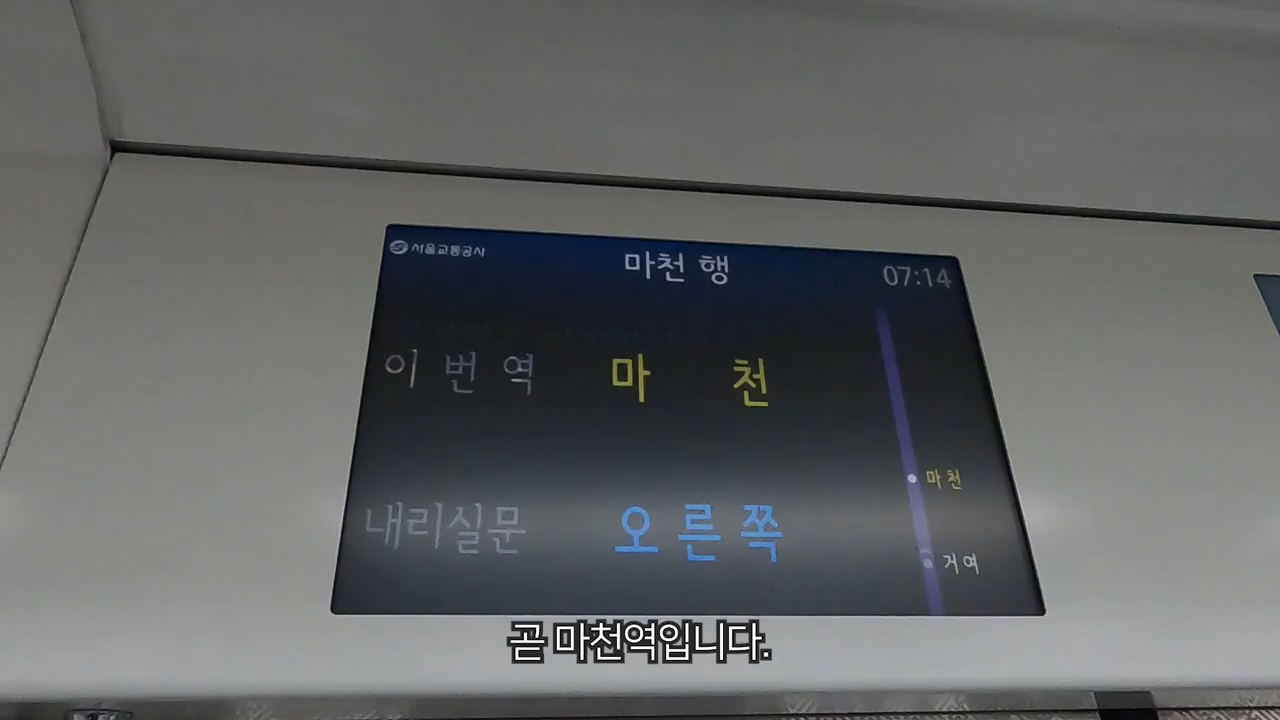 서울교통공사
마천 행
07:14
이번역 마천
내리실문 오른쪽
마천
거여
곧 마천역입니다.